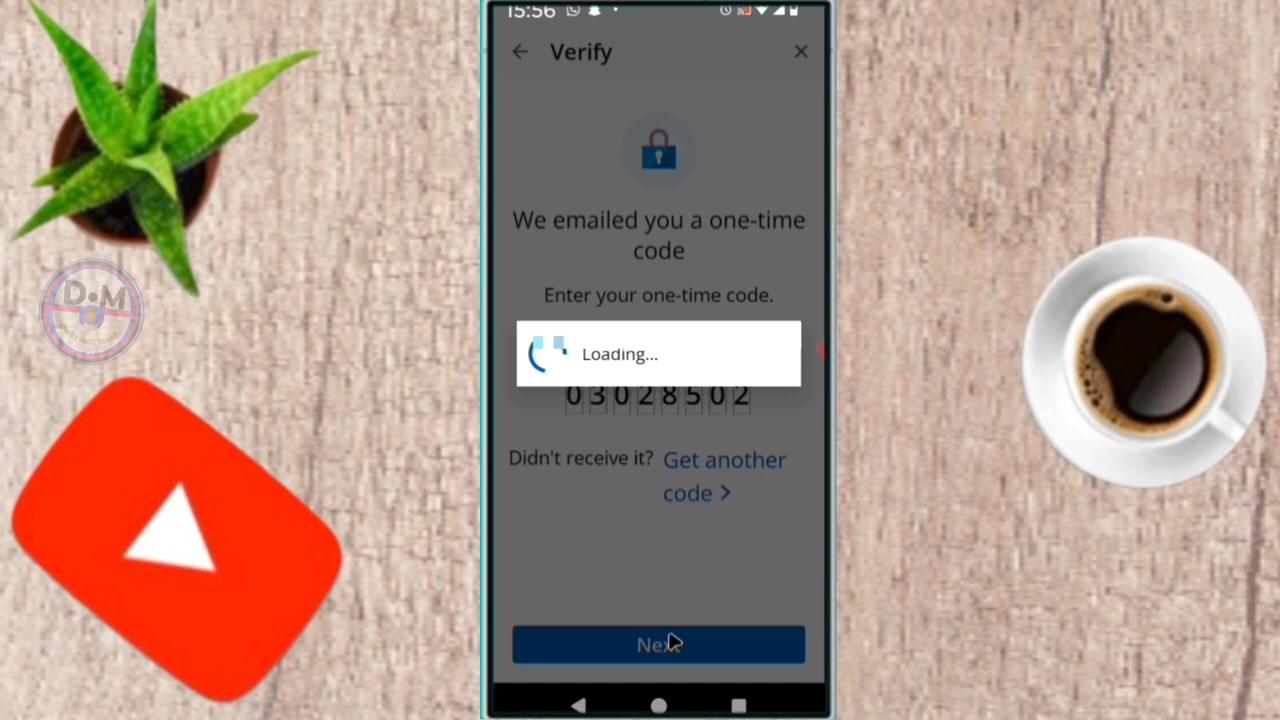 15:56
Verify
We emailed you a one-time
code
Enter your one-time code.
Loading...
03028502
Didn't receive it? Get another
code >
Next
D•M